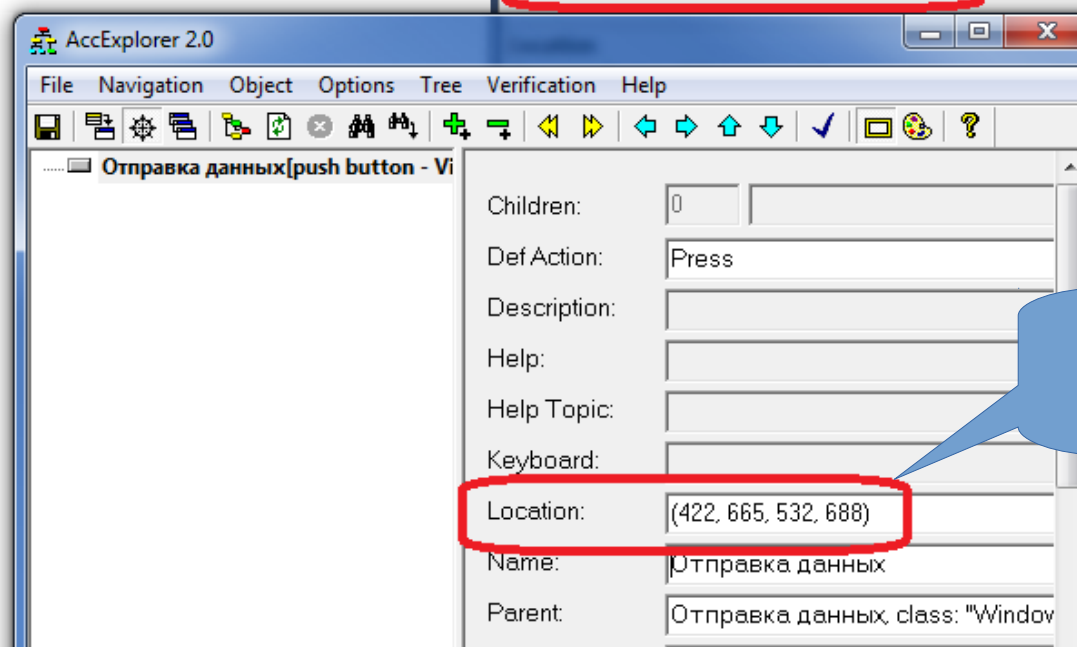 AccExplorer 2.0
File Navigation Object Options Tree Verification Help
Отправка данных[push button - Vi
Children: 0
Def Action: Press
Description:
Help:
Help Topic:
Keyboard:
Location: (422, 665, 532, 688)
Name: Отправка данных
Parent: Отправка данных, class: "Window